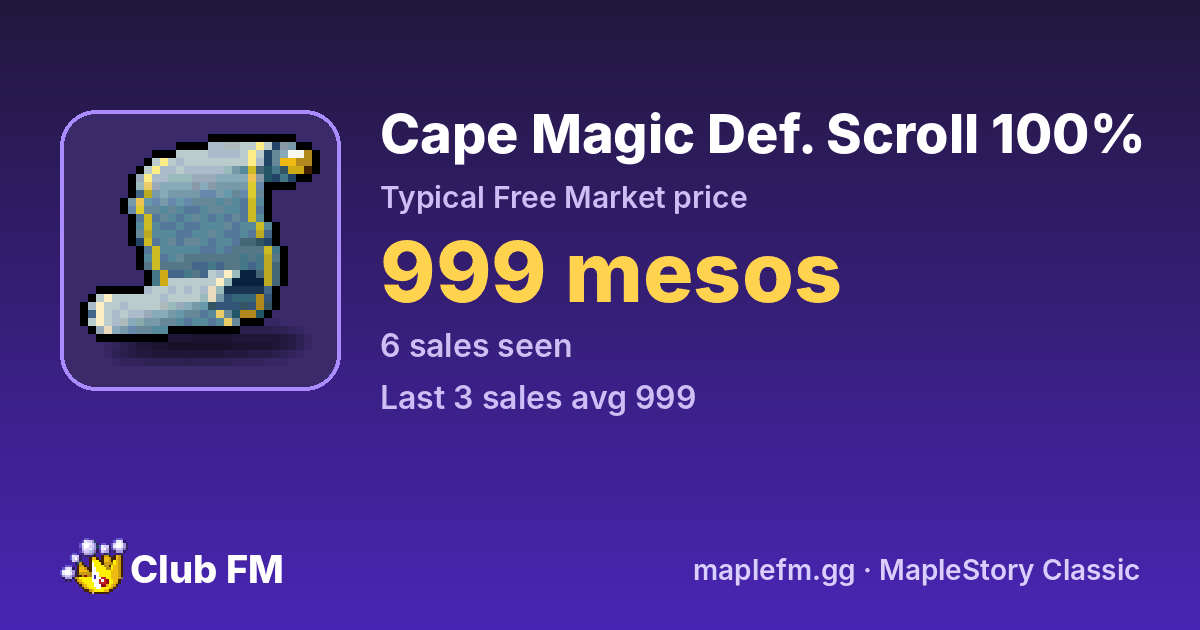 Cape Magic Def. Scroll 100%
Typical Free Market price
999 mesos
6 sales seen
Last 3 sales avg 999
Club FM
maplefm.gg · MapleStory Classic